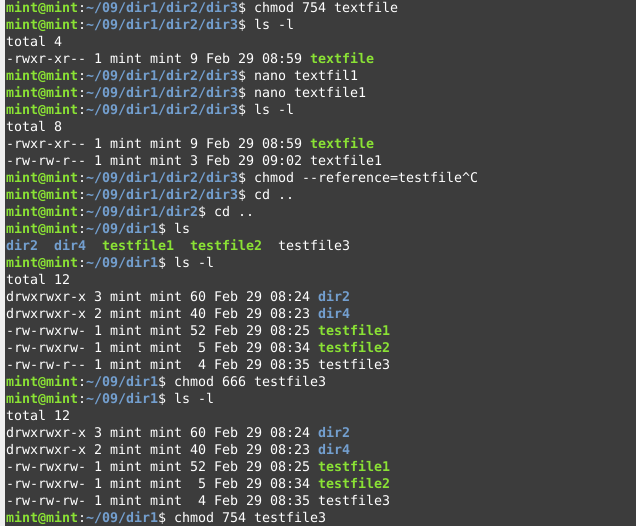 mint@mint:~/09/dir1/dir2/dir3$ chmod 754 textfile
mint@mint:~/09/dir1/dir2/dir3$ ls -l
total 4
-rwxr-xr-- 1 mint mint 9 Feb 29 08:59 textfile
mint@mint:~/09/dir1/dir2/dir3$ nano textfil1
mint@mint:~/09/dir1/dir2/dir3$ nano textfile1
mint@mint:~/09/dir1/dir2/dir3$ ls -l
total 8
-rwxr-xr-- 1 mint mint 9 Feb 29 08:59 textfile
-rw-rw-r-- 1 mint mint 3 Feb 29 09:02 textfile1
mint@mint:~/09/dir1/dir2/dir3$ chmod --reference=testfile^C
mint@mint:~/09/dir1/dir2/dir3$ cd ..
mint@mint:~/09/dir1/dir2$ cd ..
mint@mint:~/09/dir1$ ls
dir2  dir4  testfile1  testfile2  testfile3
mint@mint:~/09/dir1$ ls -l
total 12
drwxrwxr-x 3 mint mint 60 Feb 29 08:24 dir2
drwxrwxr-x 2 mint mint 40 Feb 29 08:23 dir4
-rw-rwxrw- 1 mint mint 52 Feb 29 08:25 testfile1
-rw-rwxrw- 1 mint mint  5 Feb 29 08:34 testfile2
-rw-rw-r-- 1 mint mint  4 Feb 29 08:35 testfile3
mint@mint:~/09/dir1$ chmod 666 testfile3
mint@mint:~/09/dir1$ ls -l
total 12
drwxrwxr-x 3 mint mint 60 Feb 29 08:24 dir2
drwxrwxr-x 2 mint mint 40 Feb 29 08:23 dir4
-rw-rwxrw- 1 mint mint 52 Feb 29 08:25 testfile1
-rw-rwxrw- 1 mint mint  5 Feb 29 08:34 testfile2
-rw-rw-rw- 1 mint mint  4 Feb 29 08:35 testfile3
mint@mint:~/09/dir1$ chmod 754 testfile3